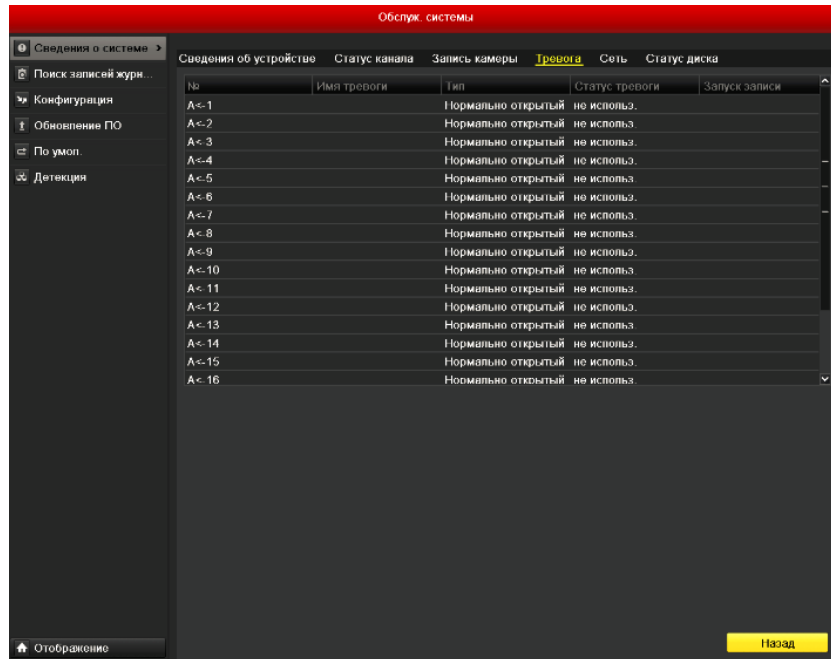 Обслуж. системы
Сведения о системе
Поиск записей журн...
Конфигурация
Обновление ПО
По умол.
Детекция
Отображение
Сведения об устройстве Статус канала Запись камеры Тревога Сеть Статус диска
№ Имя тревоги Тип Статус тревоги Запуск записи
A<-1 Нормально открытый не использ.
A<-2 Нормально открытый не использ.
A<-3 Нормально открытый не использ.
A<-4 Нормально открытый не использ.
A<-5 Нормально открытый не использ.
A<-6 Нормально открытый не использ.
A<-7 Нормально открытый не использ.
A<-8 Нормально открытый не использ.
A<-9 Нормально открытый не использ.
A<-10 Нормально открытый не использ.
A<-11 Нормально открытый не использ.
A<-12 Нормально открытый не использ.
A<-13 Нормально открытый не использ.
A<-14 Нормально открытый не использ.
A<-15 Нормально открытый не использ.
A<-16 Нормально открытый не использ.
Назад